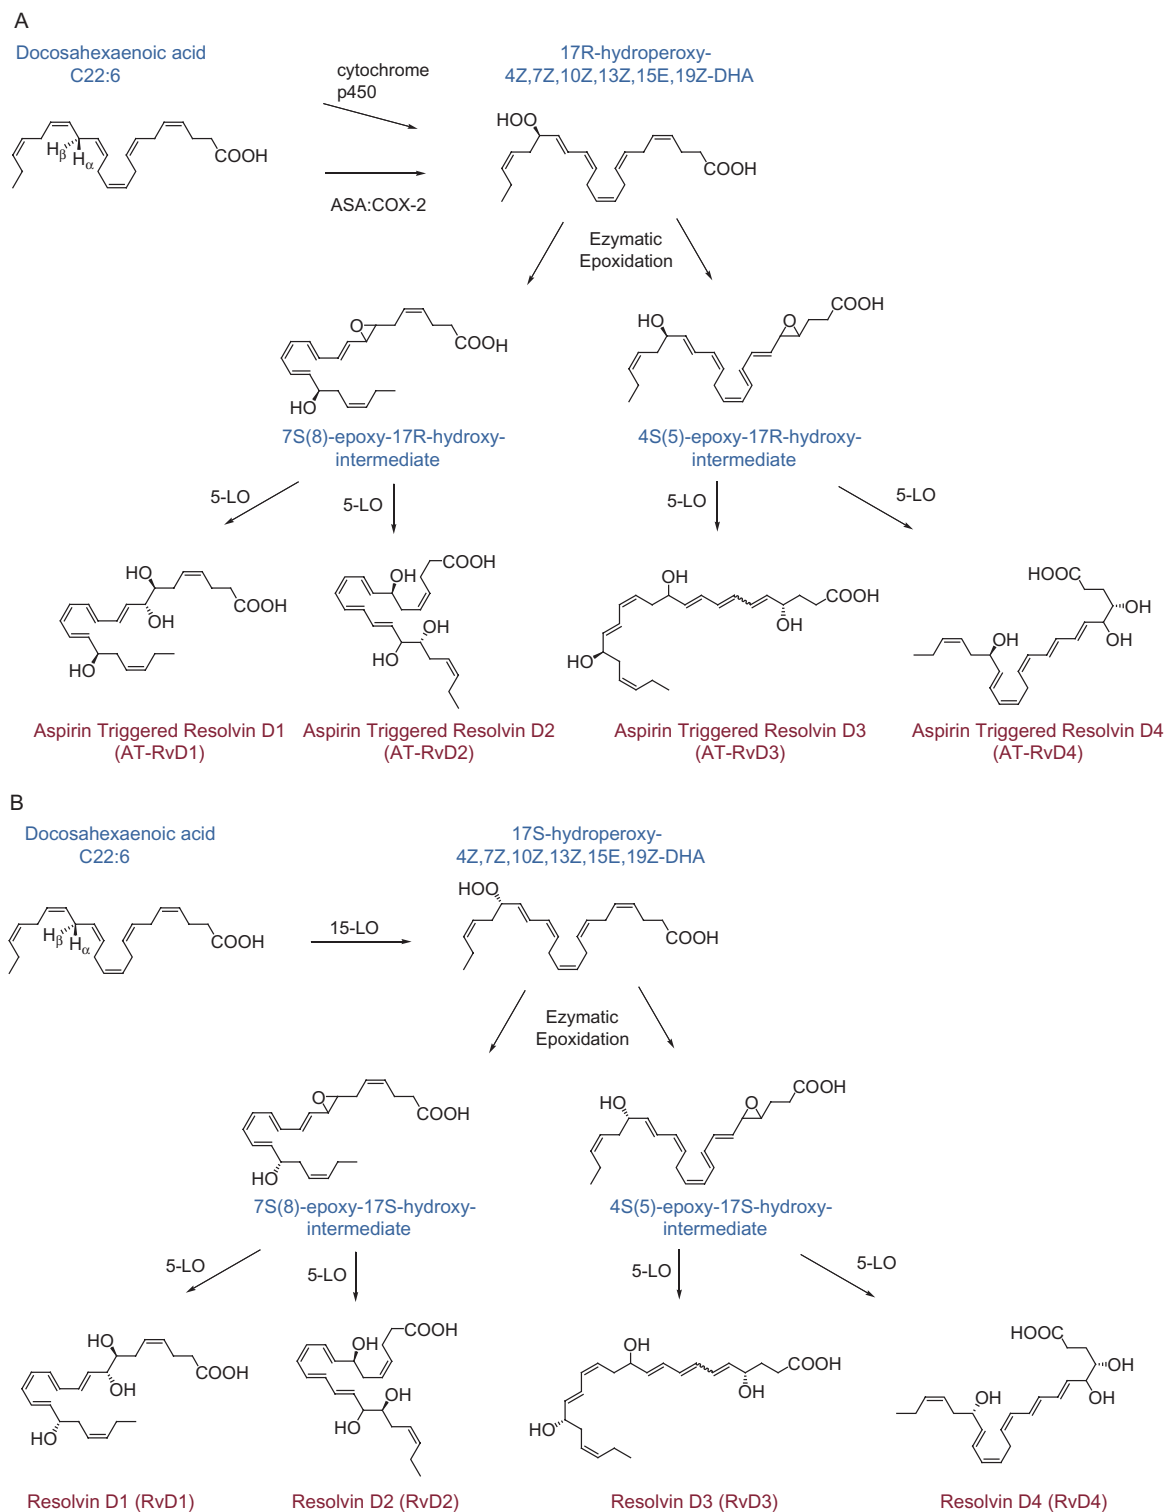 A
Docosahexaenoic acid
C22:6
cytochrome
p450
17R-hydroperoxy-
4Z,7Z,10Z,13Z,15E,19Z-DHA
HOO
COOH
Hβ
Hα
COOH
ASA:COX-2
Ezymatic
Epoxidation
O
COOH
HO
7S(8)-epoxy-17R-hydroxy-
intermediate
COOH
O
HO
4S(5)-epoxy-17R-hydroxy-
intermediate
5-LO
5-LO
5-LO
5-LO
HO
COOH
OH
HO
Aspirin Triggered Resolvin D1
(AT-RvD1)
COOH
OH
OH
HO
Aspirin Triggered Resolvin D2
(AT-RvD2)
OH
COOH
OH
HO
Aspirin Triggered Resolvin D3
(AT-RvD3)
HOOC
OH
OH
OH
Aspirin Triggered Resolvin D4
(AT-RvD4)
B
Docosahexaenoic acid
C22:6
17S-hydroperoxy-
4Z,7Z,10Z,13Z,15E,19Z-DHA
HOO
COOH
Hβ
Hα
COOH
15-LO
Ezymatic
Epoxidation
O
COOH
HO
7S(8)-epoxy-17S-hydroxy-
intermediate
COOH
O
HO
4S(5)-epoxy-17S-hydroxy-
intermediate
5-LO
5-LO
5-LO
5-LO
HO
COOH
OH
HO
Resolvin D1 (RvD1)
COOH
OH
OH
HO
Resolvin D2 (RvD2)
OH
COOH
OH
HO
Resolvin D3 (RvD3)
HOOC
OH
OH
OH
Resolvin D4 (RvD4)